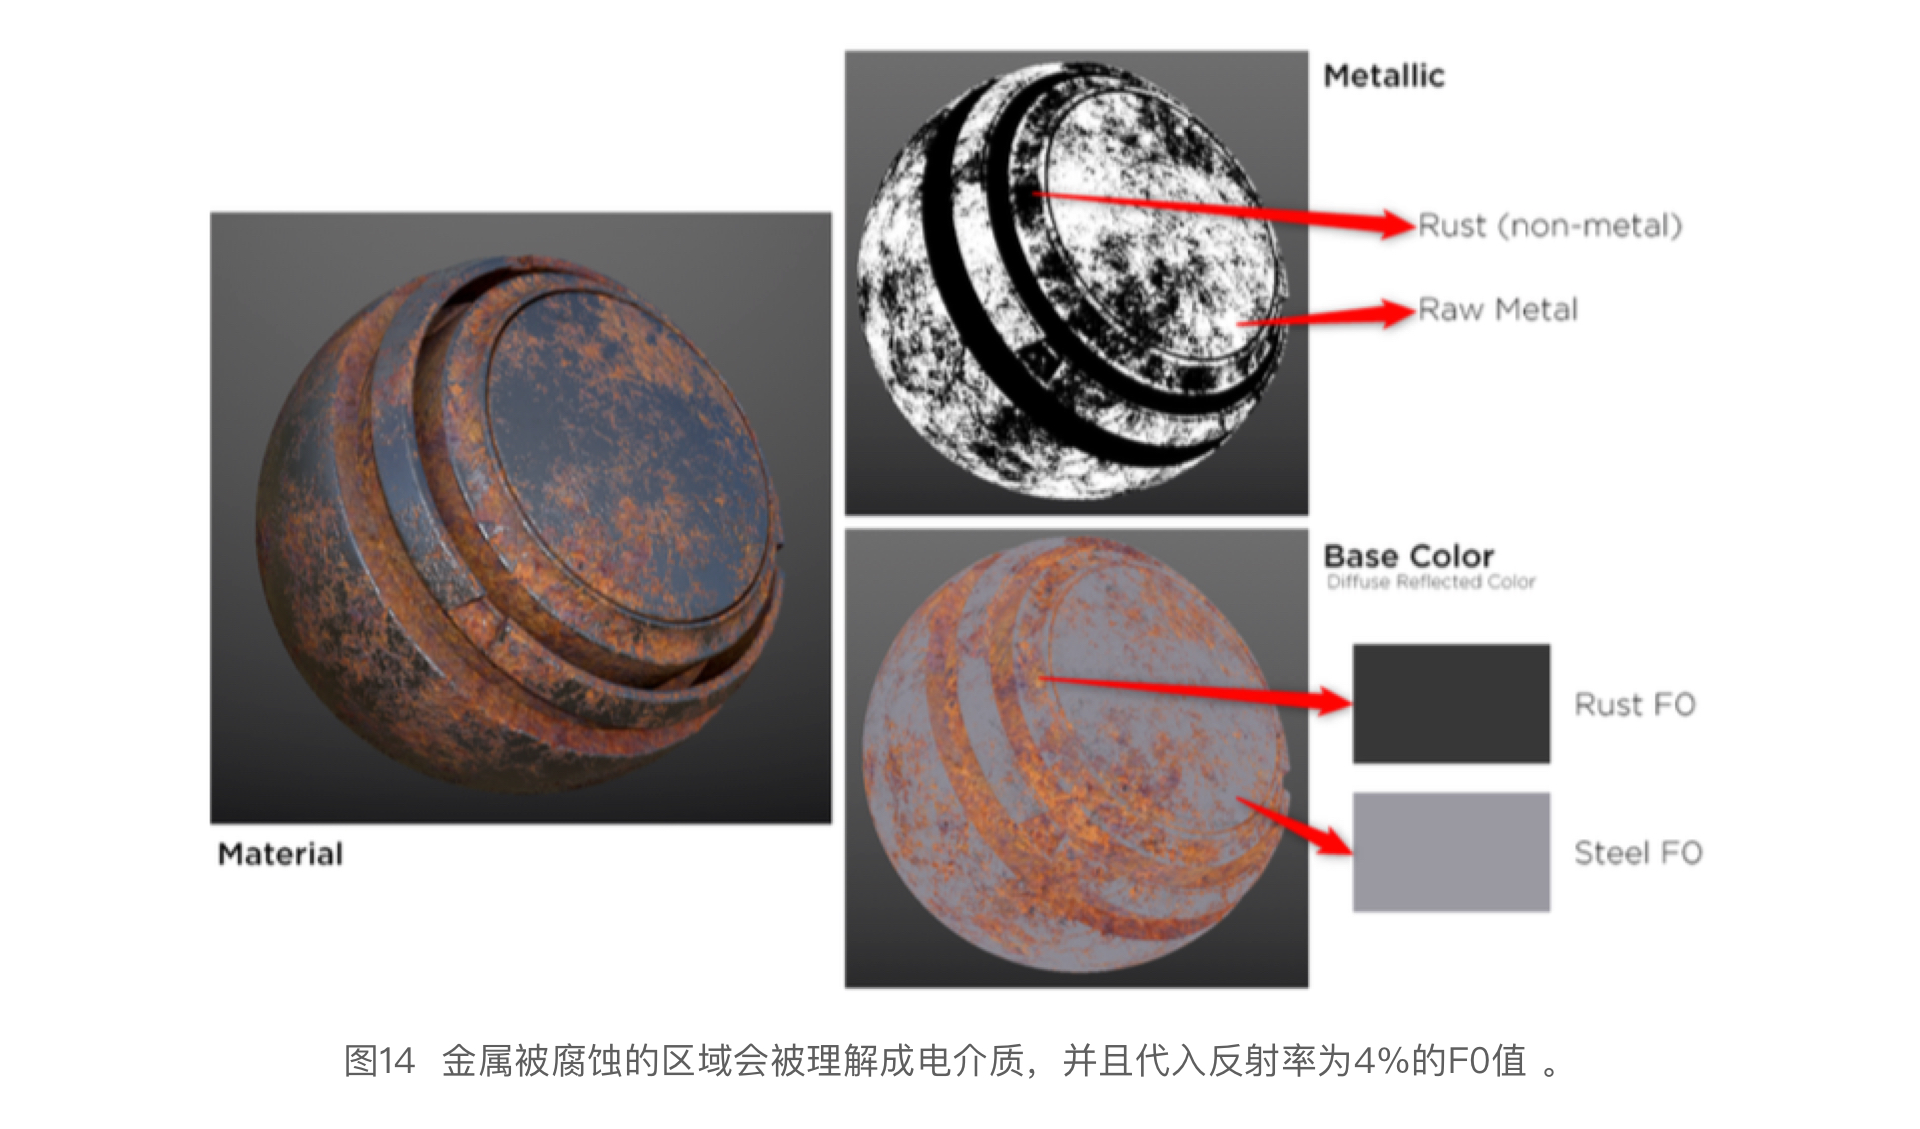 Metallic
Rust (non-metal)
Raw Metal
Base Color
Diffuse Reflected Color
Rust F0
Steel F0
Material
图14 金属被腐蚀的区域会被理解成电介质，并且代入反射率为4%的F0值 。